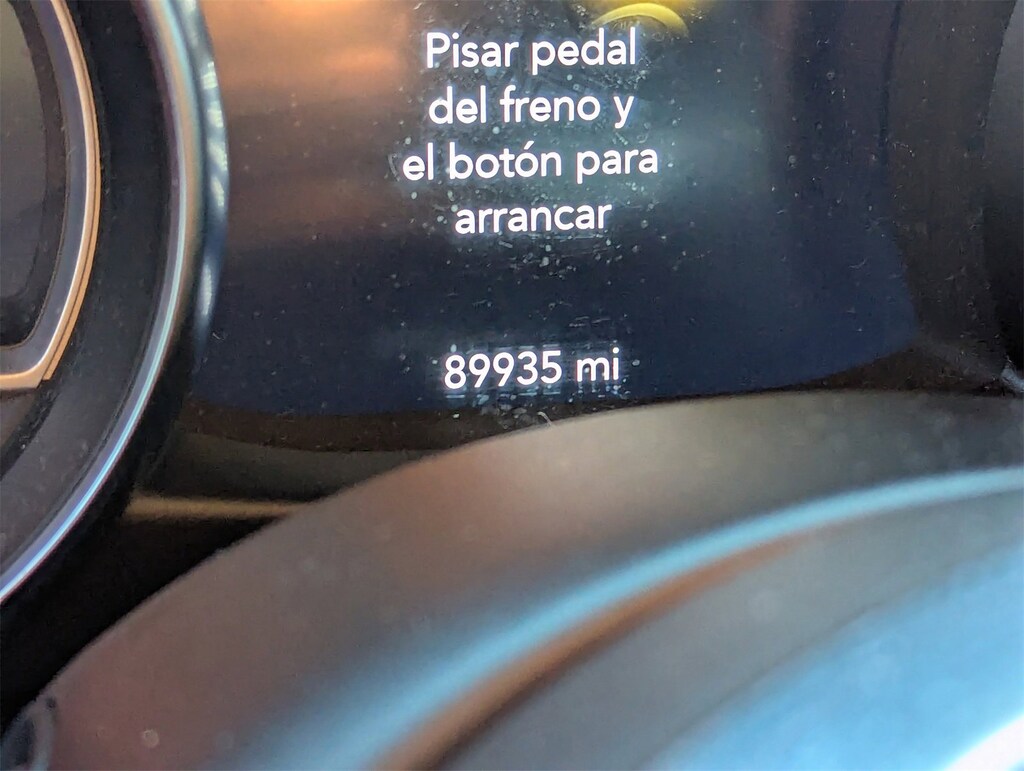 Pisar pedal
del freno y
el botón para
arrancar
89935 mi